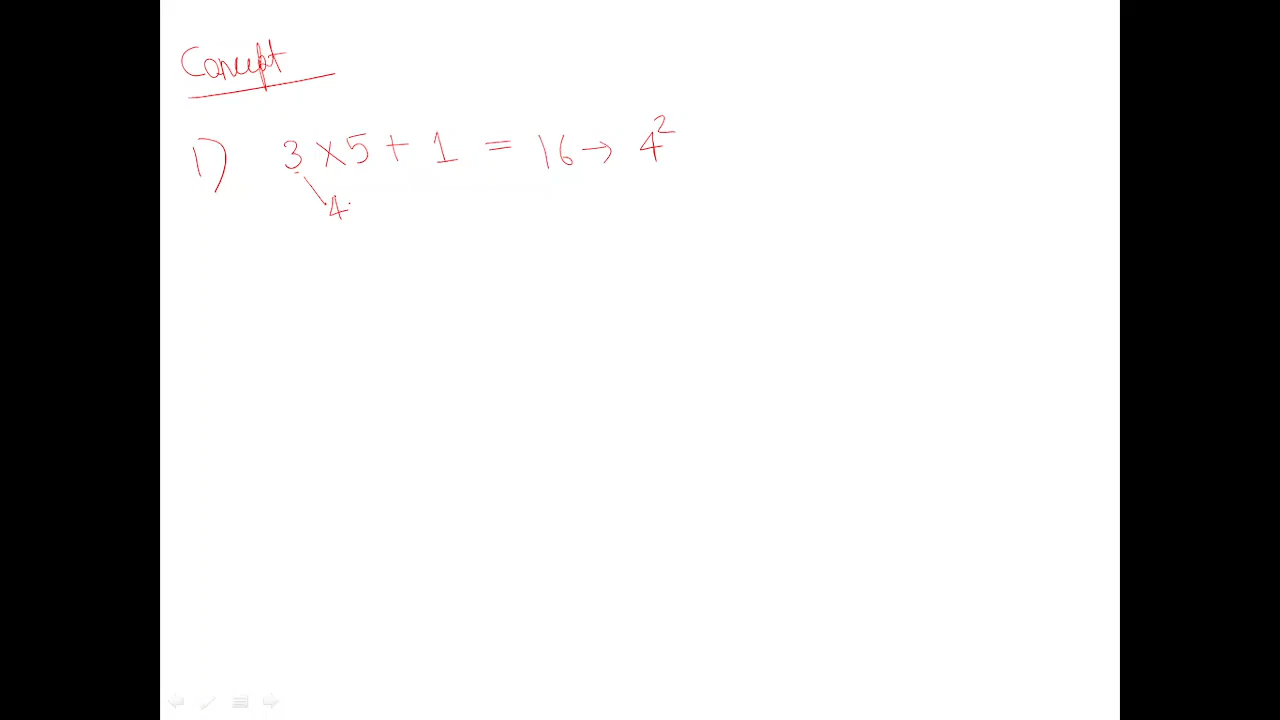 Concept
1) 3 × 5 + 1 = 16 → 4²
4